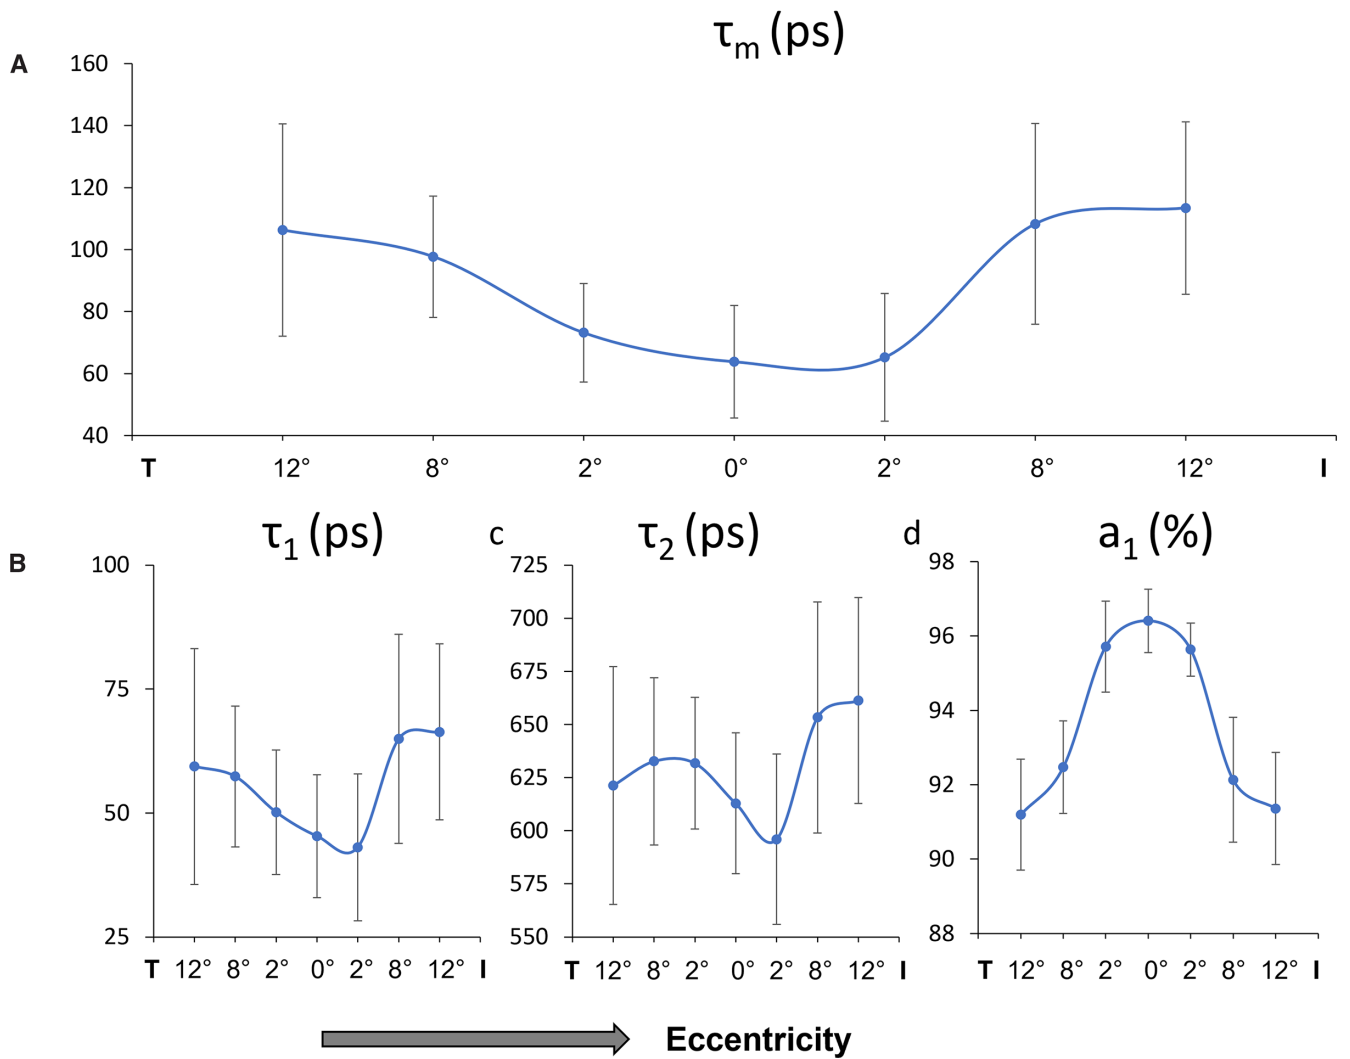 τm (ps)
A
160
140
120
100
80
60
40
T 12° 8° 2° 0° 2° 8° 12° I
B
τ1 (ps)
100
75
50
25
T 12° 8° 2° 0° 2° 8° 12° I
c
τ2 (ps)
725
700
675
650
625
600
575
550
T 12° 8° 2° 0° 2° 8° 12° I
d
a1 (%)
98
96
94
92
90
88
T 12° 8° 2° 0° 2° 8° 12° I
Eccentricity